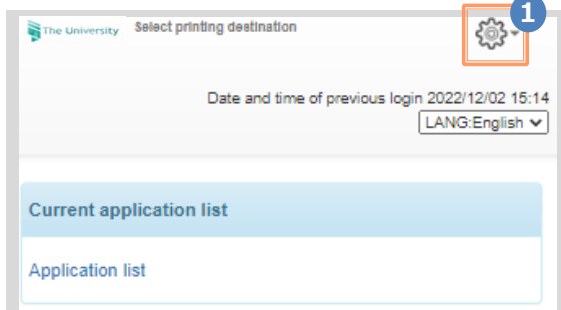 The University
Select printing destination
1
Date and time of previous login 2022/12/02 15:14
LANG:English
Current application list
Application list